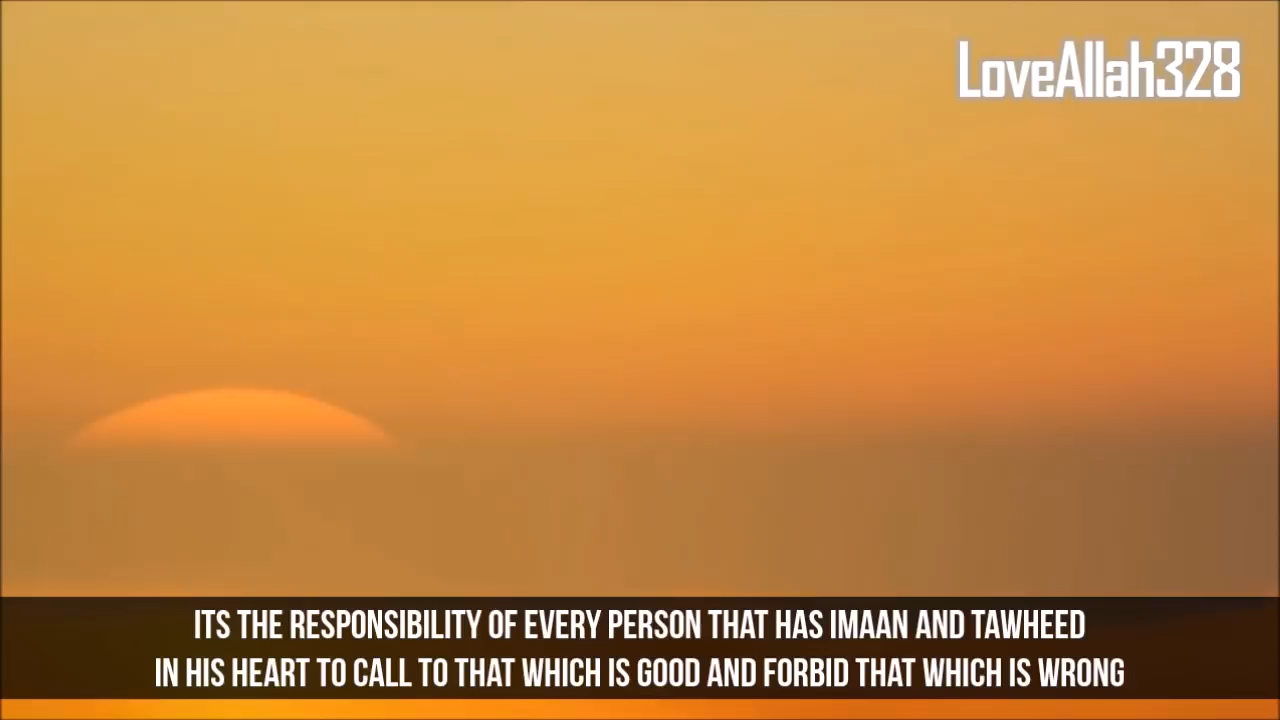 LoveAllah328
ITS THE RESPONSIBILITY OF EVERY PERSON THAT HAS IMAAN AND TAWHEED
IN HIS HEART TO CALL TO THAT WHICH IS GOOD AND FORBID THAT WHICH IS WRONG